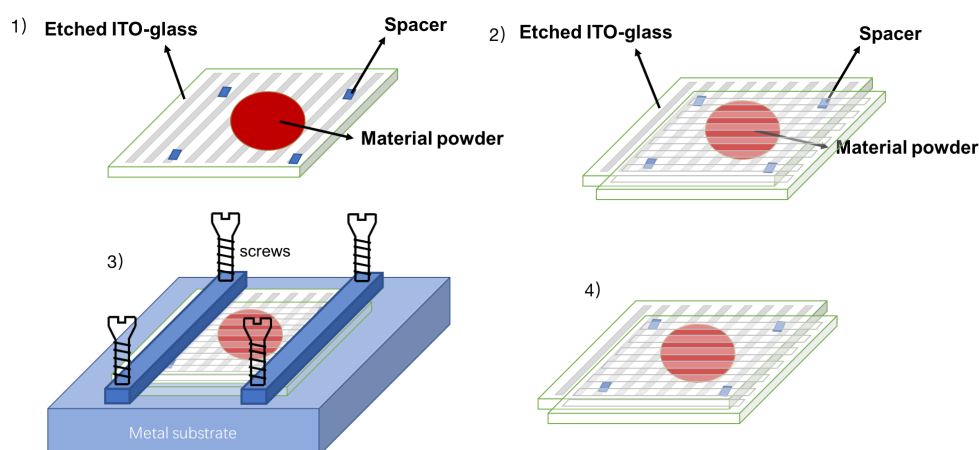 1)
Etched ITO-glass
Spacer
Material powder
2)
Etched ITO-glass
Spacer
Material powder
3)
screws
Metal substrate
4)